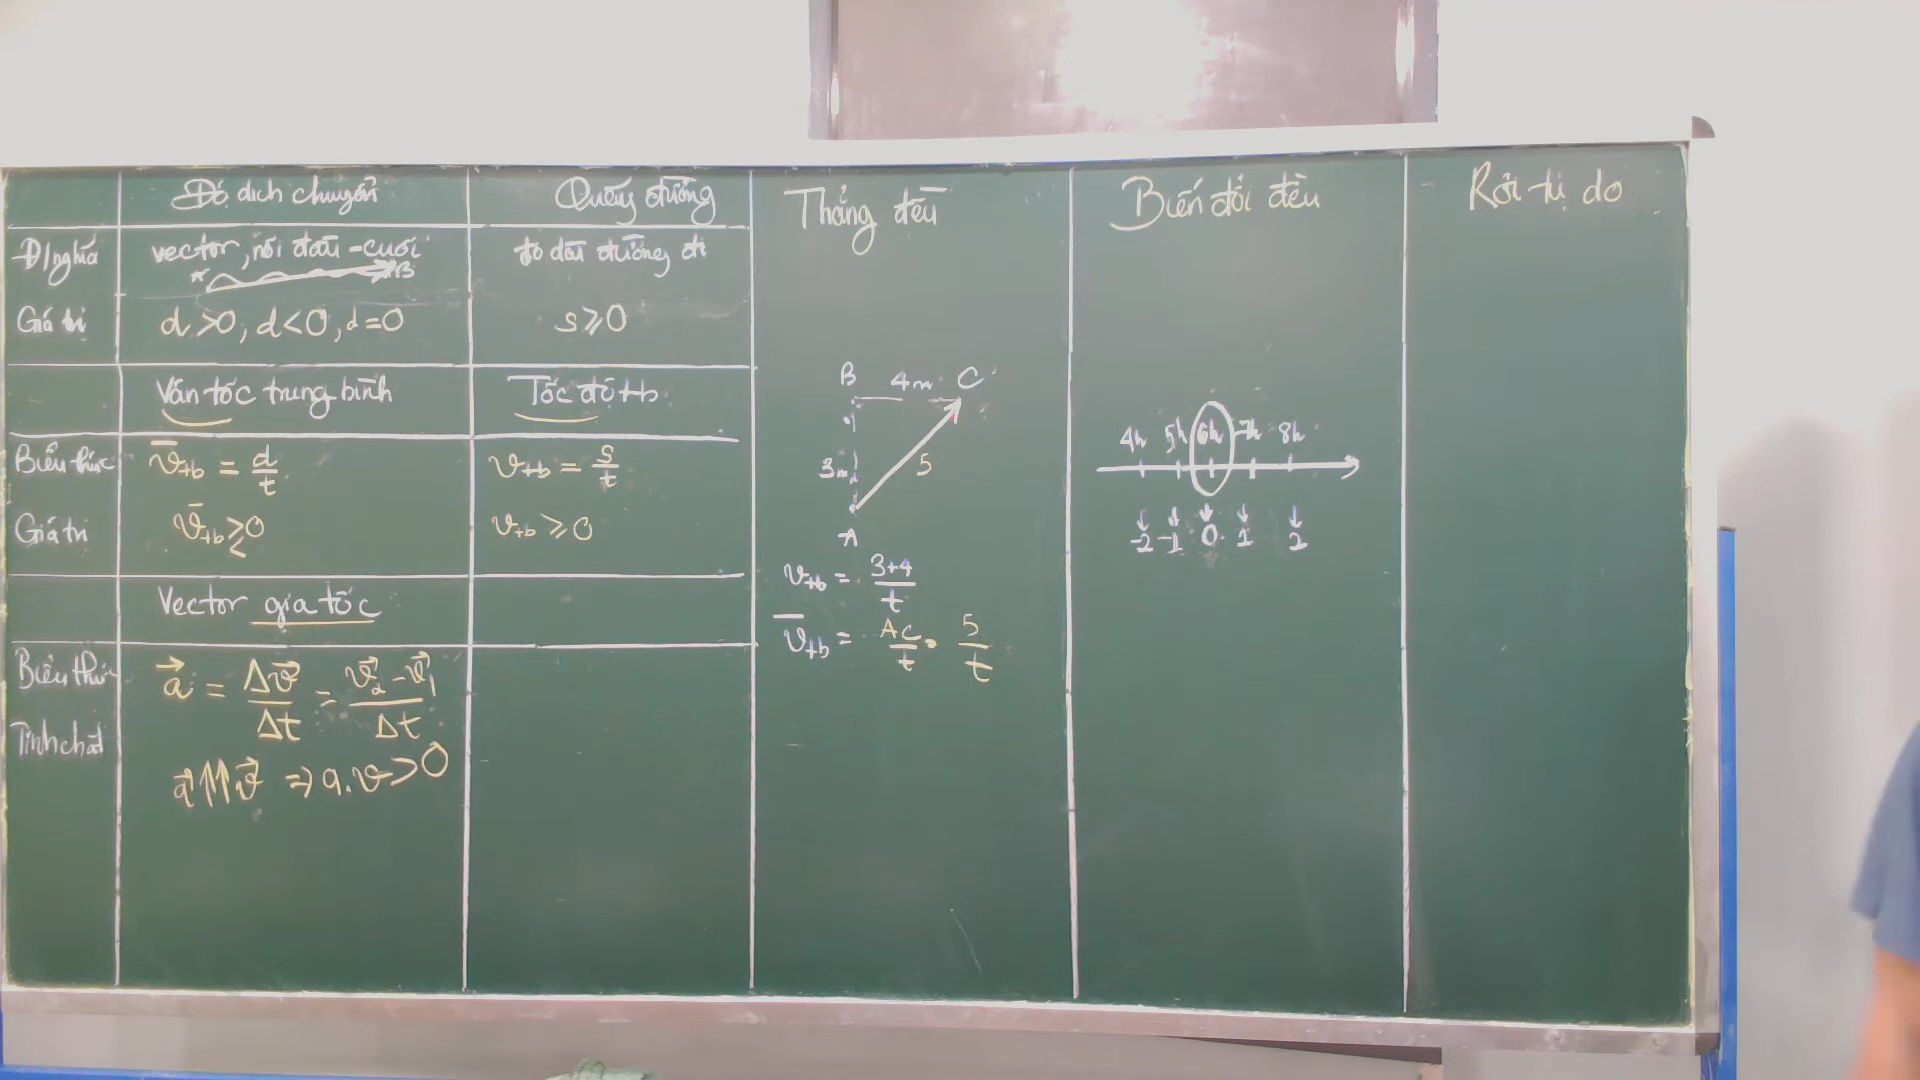 Độ dịch chuyển
Quãng đường
Đ/nghĩa
vector, nối đầu-cuối
độ dài đường đi
A B
Giá trị
d>0, d<0, d=0
s⩾0
Vận tốc trung bình
Tốc độ tb
Biểu thức
v̅tb = d/t
vtb = s/t
Giá trị
v̅tb ≥ 0
<
vtb ⩾ 0
Vector gia tốc
Biểu thức
a⃗ = Δv⃗/Δt = (v⃗2 - v⃗1)/Δt
Tính chất
a⃗ ↑↑ v⃗ => a.v > 0
Thẳng đều
B 4m C
3m 5
A
vtb = (3+4)/t
v̅tb = AC/t = 5/t
Biến đổi đều
4h 5h 6h 7h 8h
-2 -1 0 1 2
Rơi tự do